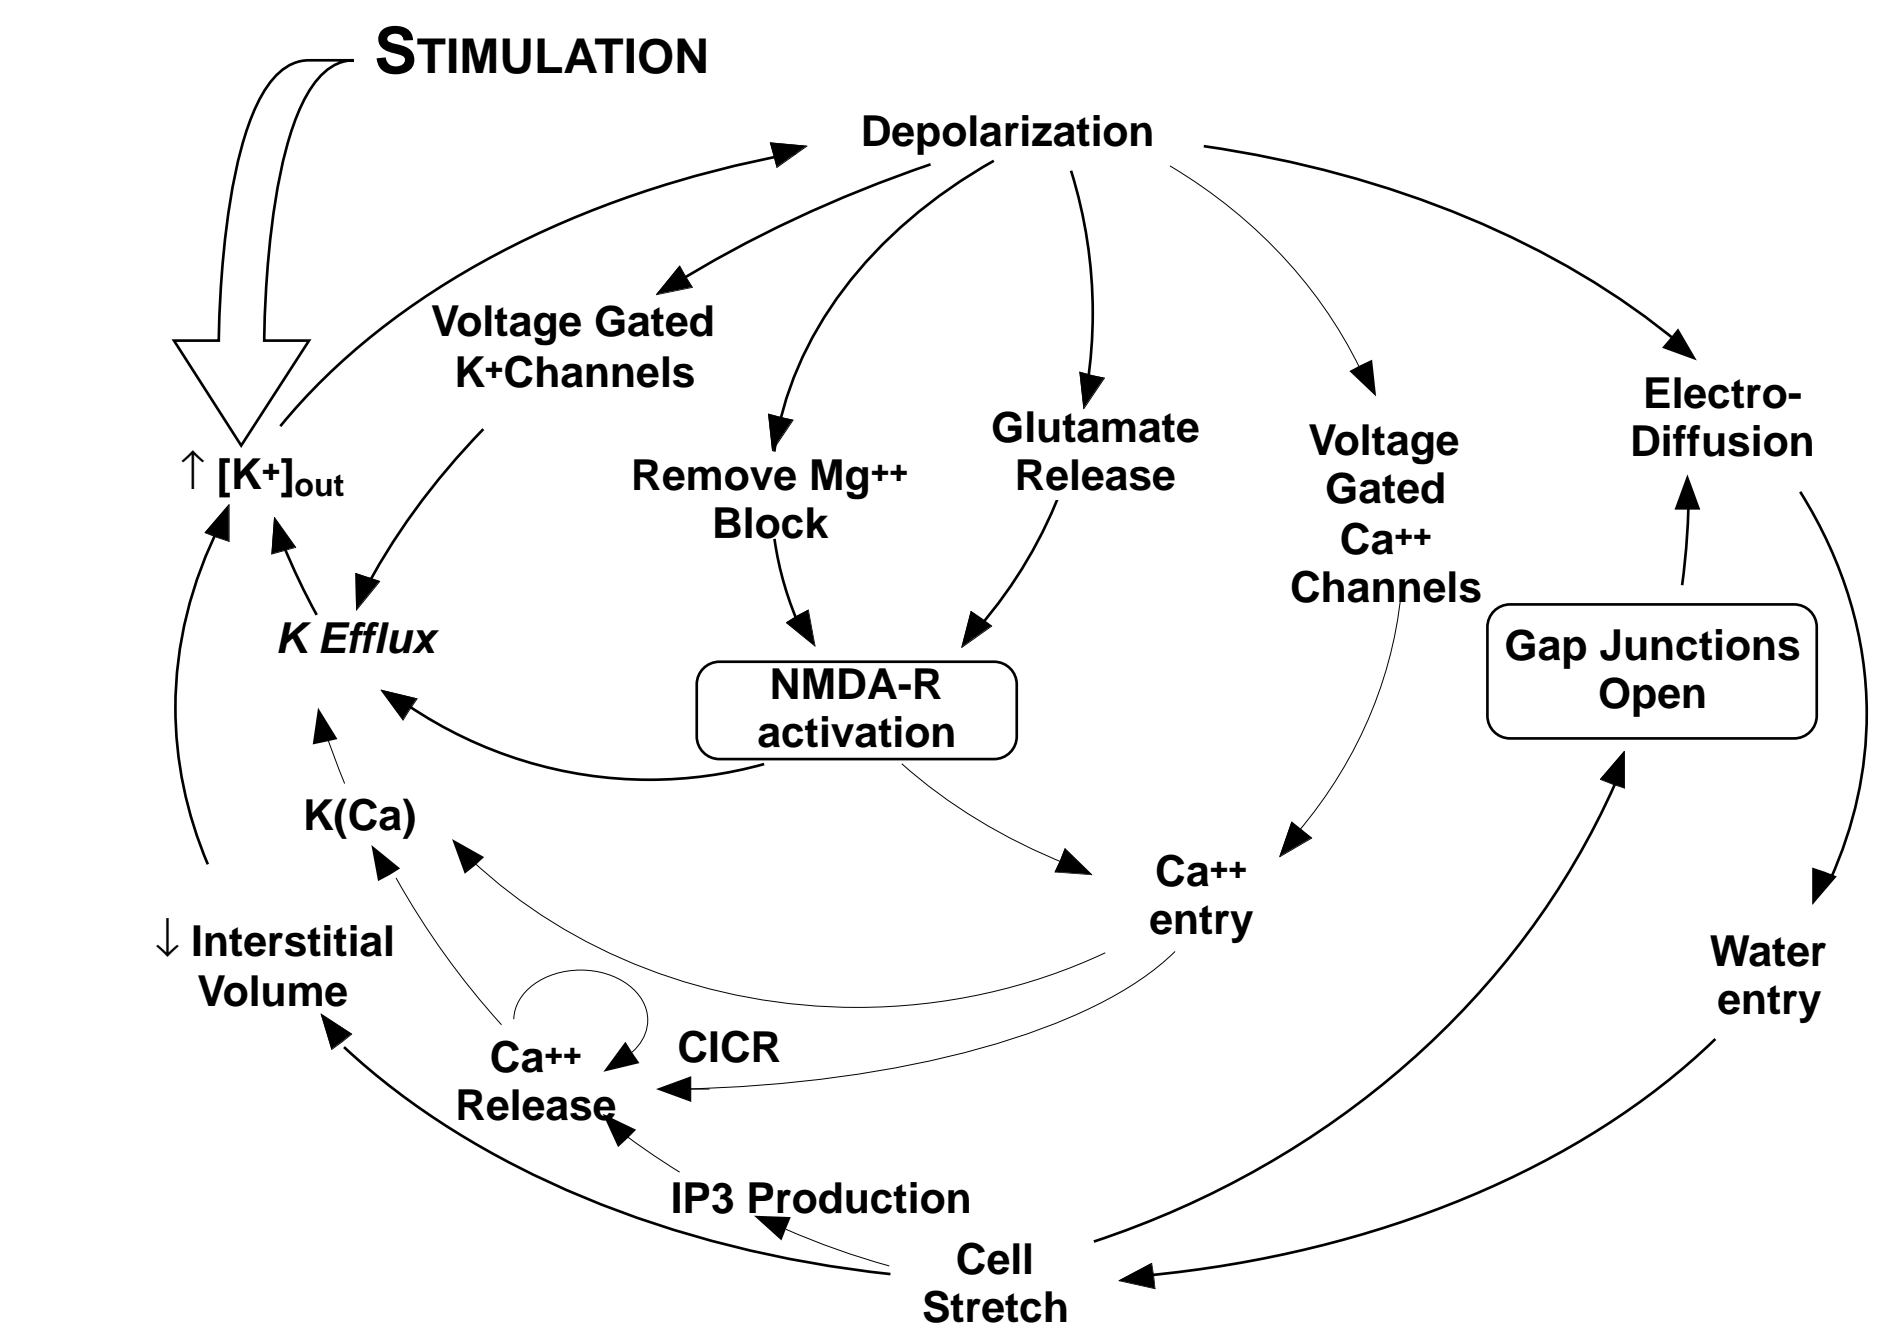 STIMULATION
Depolarization
Voltage Gated
K+Channels
Electro-
Diffusion
Glutamate
Release
Voltage
Gated
Ca++
Channels
↑ [K+]out
Remove Mg++
Block
K Efflux
Gap Junctions
Open
NMDA-R
activation
K(Ca)
Ca++
entry
↓ Interstitial
Volume
Water
entry
CICR
Ca++
Release
IP3 Production
Cell
Stretch